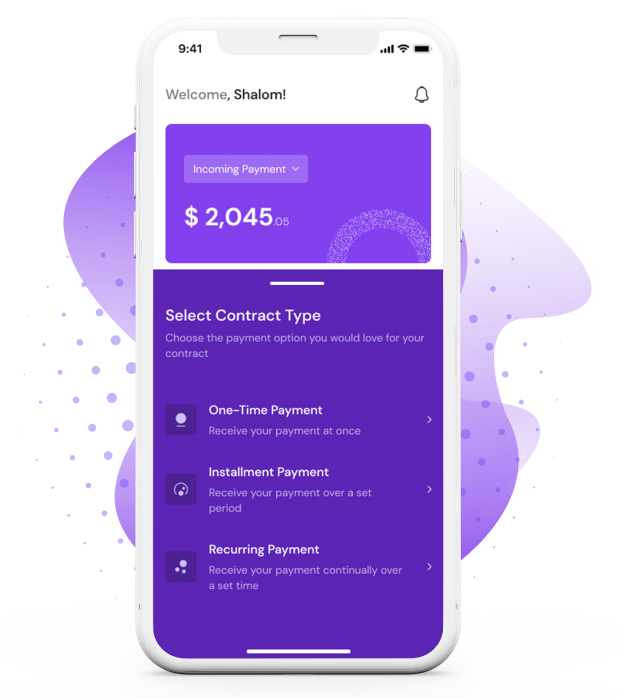 9:41
Welcome, Shalom!
Incoming Payment
$ 2,045.05
Select Contract Type
Choose the payment option you would love for your
contract
One-Time Payment
Receive your payment at once
Installment Payment
Receive your payment over a set
period
Recurring Payment
Receive your payment continually over
a set time